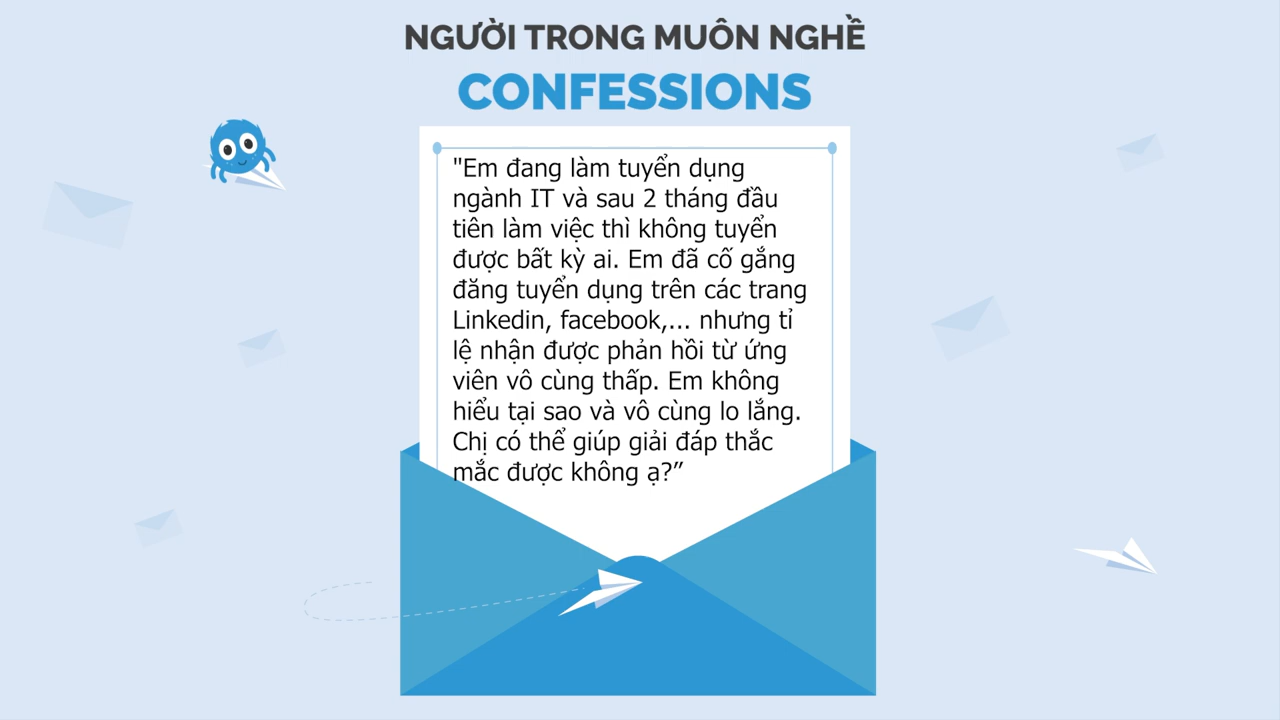 NGƯỜI TRONG MUÔN NGHỀ
CONFESSIONS
"Em đang làm tuyển dụng
ngành IT và sau 2 tháng đầu
tiên làm việc thì không tuyển
được bất kỳ ai. Em đã cố gắng
đăng tuyển dụng trên các trang
Linkedin, facebook,... nhưng tỉ
lệ nhận được phản hồi từ ứng
viên vô cùng thấp. Em không
hiểu tại sao và vô cùng lo lắng.
Chị có thể giúp giải đáp thắc
mắc được không ạ?”